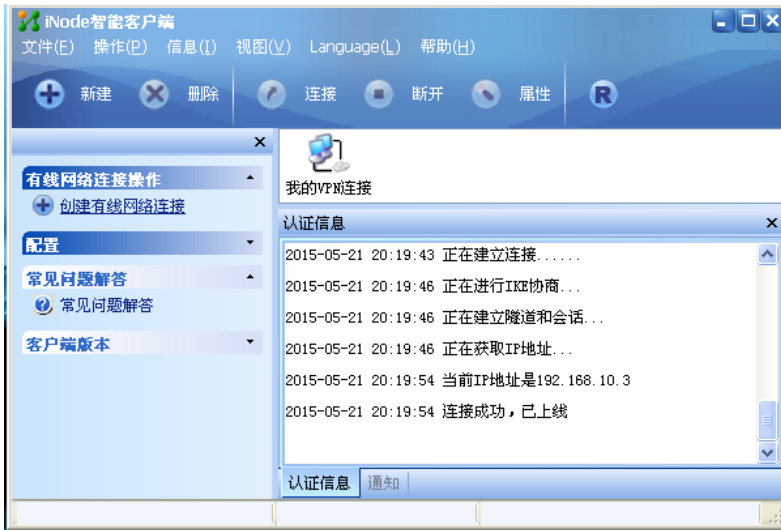 iNode智能客户端
文件(F) 操作(P) 信息(I) 视图(V) Language(L) 帮助(H)
新建 删除 连接 断开 属性 R
有线网络连接操作
创建有线网络连接
配置
常见问题解答
常见问题解答
客户端版本
我的VPN连接
认证信息
2015-05-21 20:19:43 正在建立连接......
2015-05-21 20:19:46 正在进行IKE协商...
2015-05-21 20:19:46 正在建立隧道和会话...
2015-05-21 20:19:46 正在获取IP地址...
2015-05-21 20:19:54 当前IP地址是192.168.10.3
2015-05-21 20:19:54 连接成功，已上线
认证信息 通知